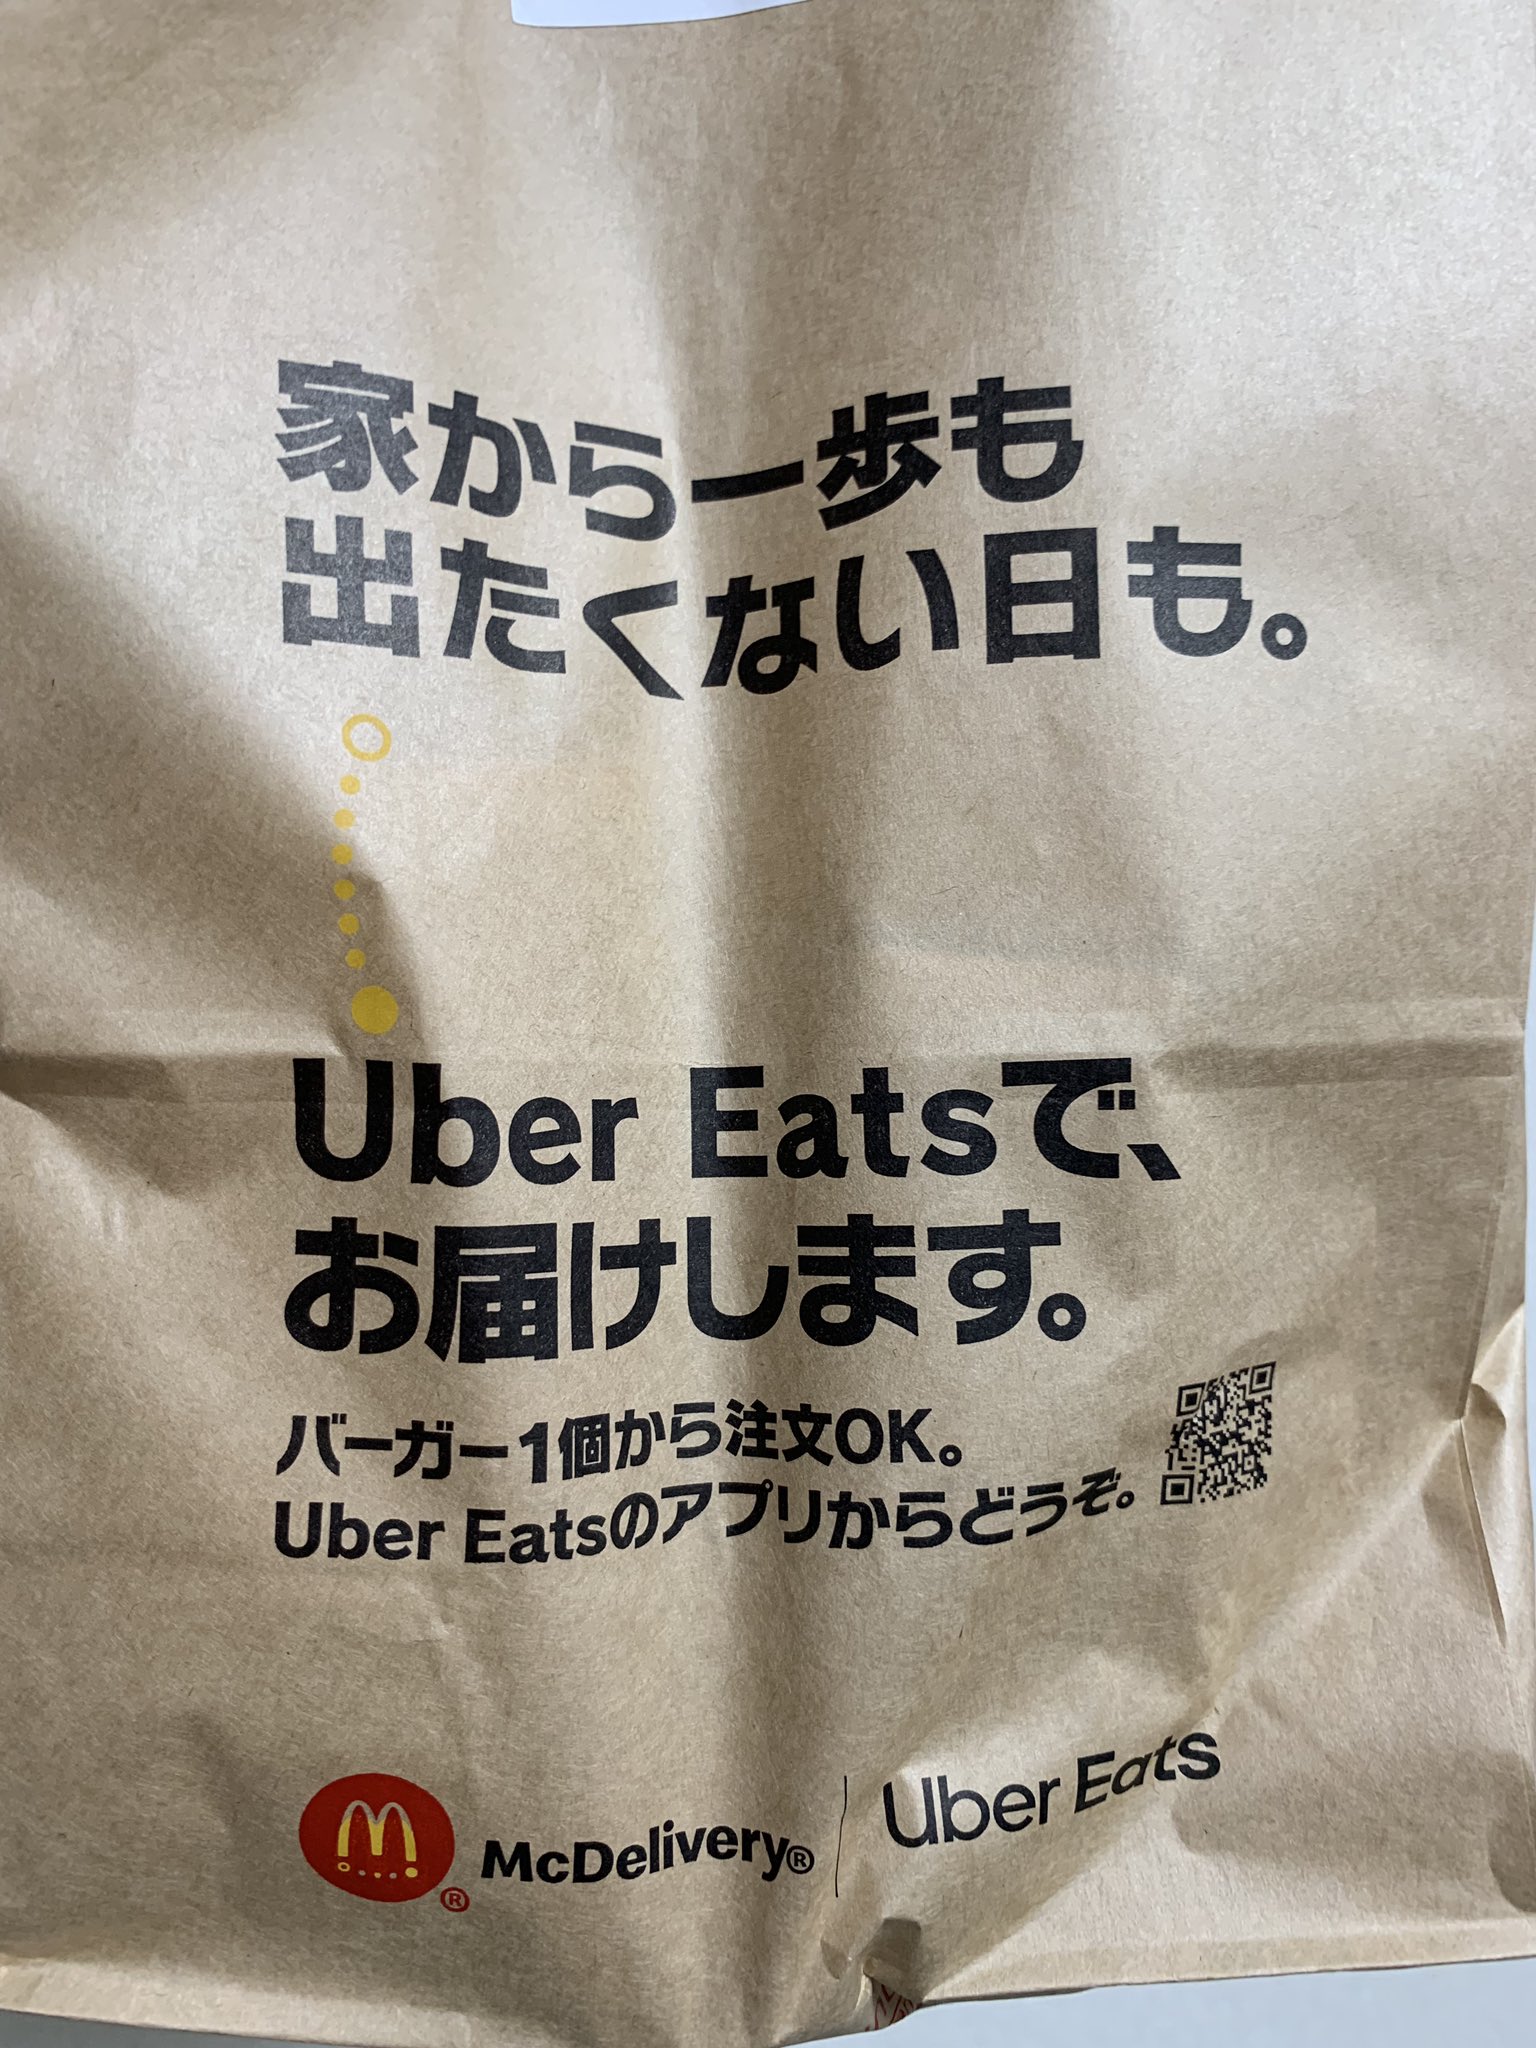 家から一歩も
出たくない日も。
Uber Eatsで、
お届けします。
バーガー1個から注文OK。
Uber Eatsのアプリからどうぞ。
McDelivery® | Uber Eats